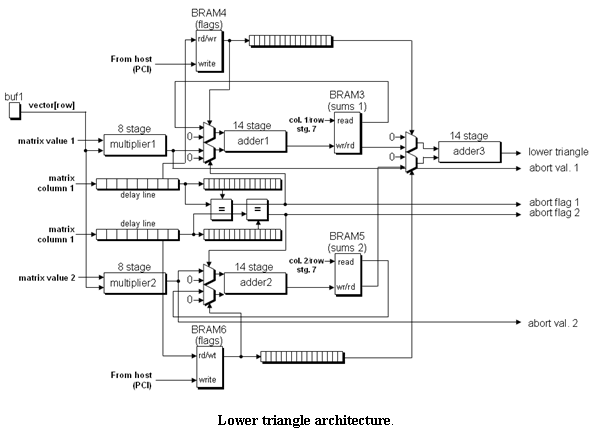 BRAM4
(flags)
rd/wr
write
From host
(PCI)
buf1
vector[row]
BRAM3
(sums 1)
col. 1/row
stg. 7
read
wr/rd
8 stage
multiplier1
matrix value 1
0
0
14 stage
adder1
0
0
14 stage
adder3
lower triangle
abort val. 1
matrix
column 1
delay line
=
=
abort flag 1
abort flag 2
matrix
column 1
delay line
BRAM5
(sums 2)
col. 2/row
stg. 7
read
wr/rd
8 stage
multiplier2
matrix value 2
0
0
14 stage
adder2
abort val. 2
BRAM6
(flags)
rd/wt
write
From host
(PCI)
Lower triangle architecture.